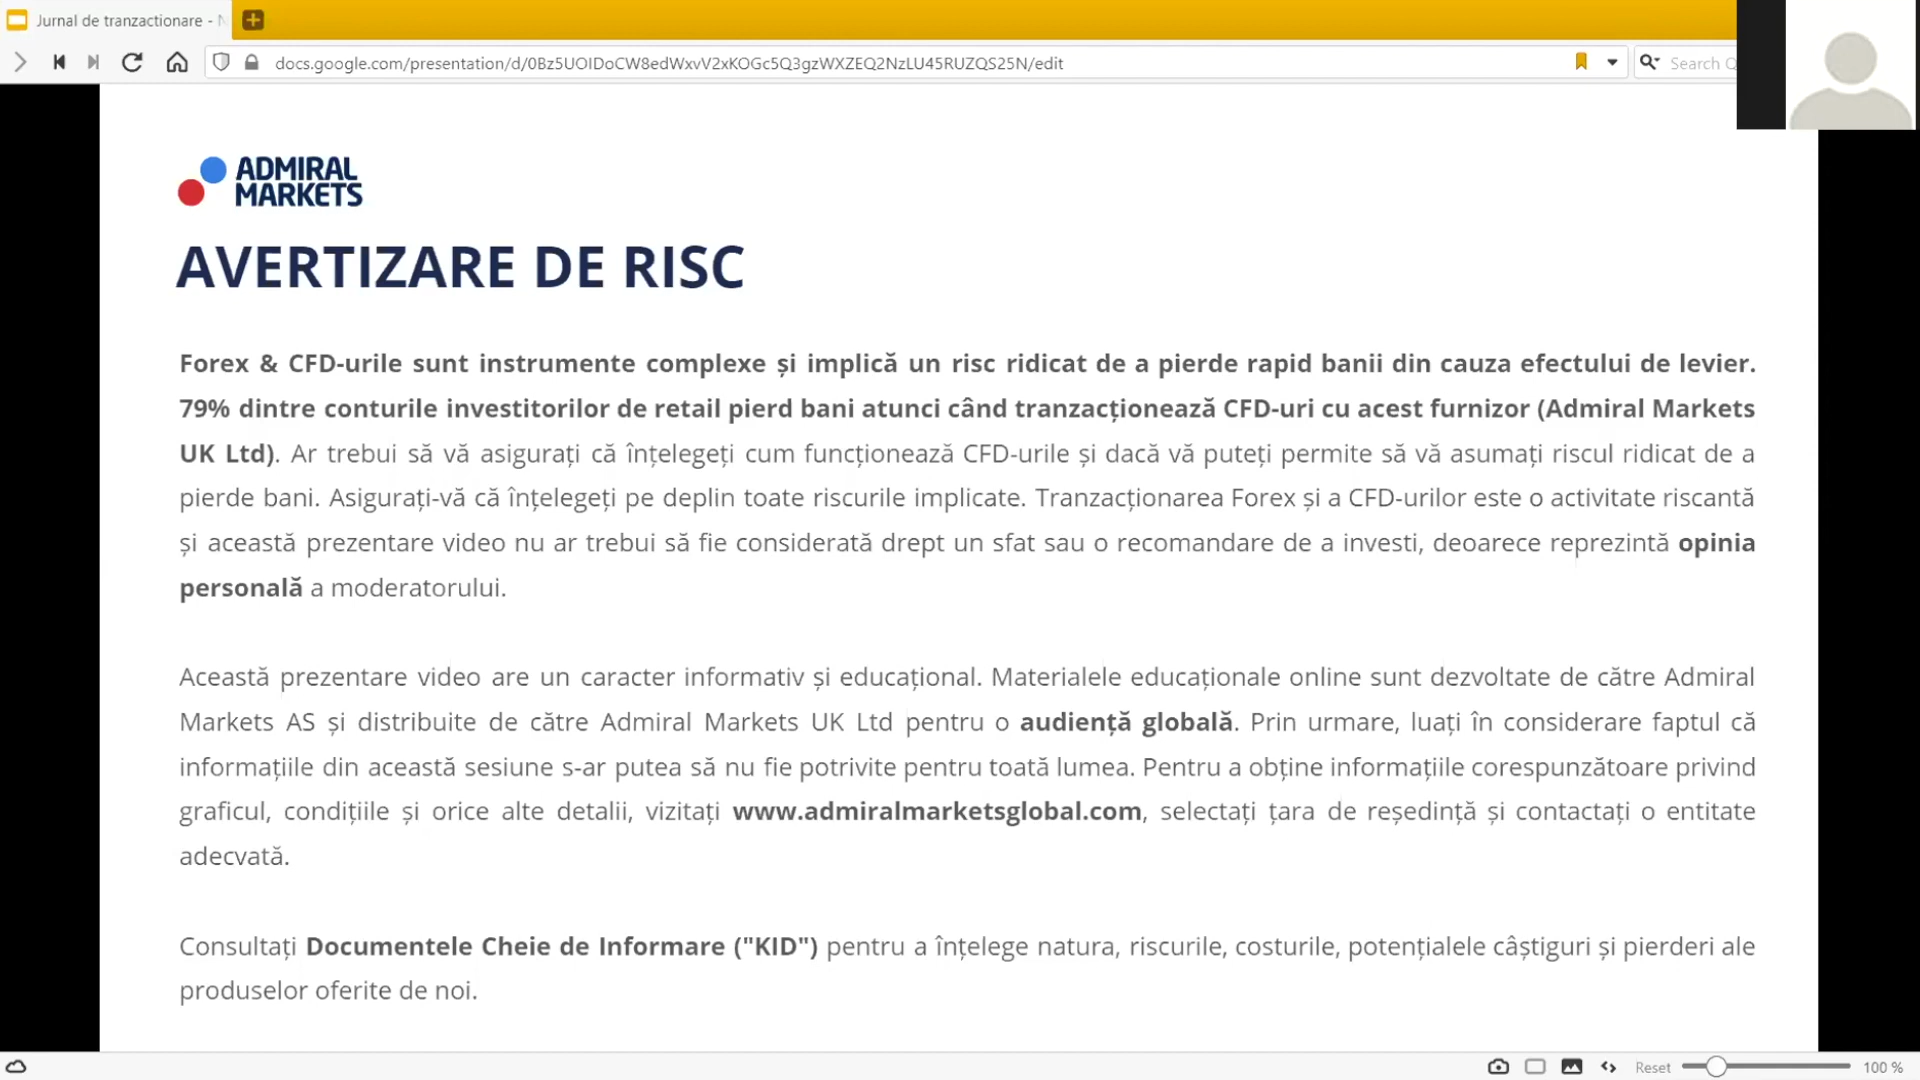 Jurnal de tranzactionare -
docs.google.com/presentation/d/0Bz5UOIDoCW8edWxvV2xKOGc5Q3gzWXZEQ2NzLU45RUZQS25N/edit
Search
ADMIRAL
MARKETS
AVERTIZARE DE RISC
Forex & CFD-urile sunt instrumente complexe și implică un risc ridicat de a pierde rapid banii din cauza efectului de levier.
79% dintre conturile investitorilor de retail pierd bani atunci când tranzacționează CFD-uri cu acest furnizor (Admiral Markets
UK Ltd). Ar trebui să vă asigurați că înțelegeți cum funcționează CFD-urile și dacă vă puteți permite să vă asumați riscul ridicat de a
pierde bani. Asigurați-vă că înțelegeți pe deplin toate riscurile implicate. Tranzacționarea Forex și a CFD-urilor este o activitate riscantă
și această prezentare video nu ar trebui să fie considerată drept un sfat sau o recomandare de a investi, deoarece reprezintă opinia
personală a moderatorului.
Această prezentare video are un caracter informativ și educațional. Materialele educaționale online sunt dezvoltate de către Admiral
Markets AS și distribuite de către Admiral Markets UK Ltd pentru o audiență globală. Prin urmare, luați în considerare faptul că
informațiile din această sesiune s-ar putea să nu fie potrivite pentru toată lumea. Pentru a obține informațiile corespunzătoare privind
graficul, condițiile și orice alte detalii, vizitați www.admiralmarketsglobal.com, selectați țara de reședință și contactați o entitate
adecvată.
Consultați Documentele Cheie de Informare ("KID") pentru a înțelege natura, riscurile, costurile, potențialele câștiguri și pierderi ale
produselor oferite de noi.
Reset
100 %